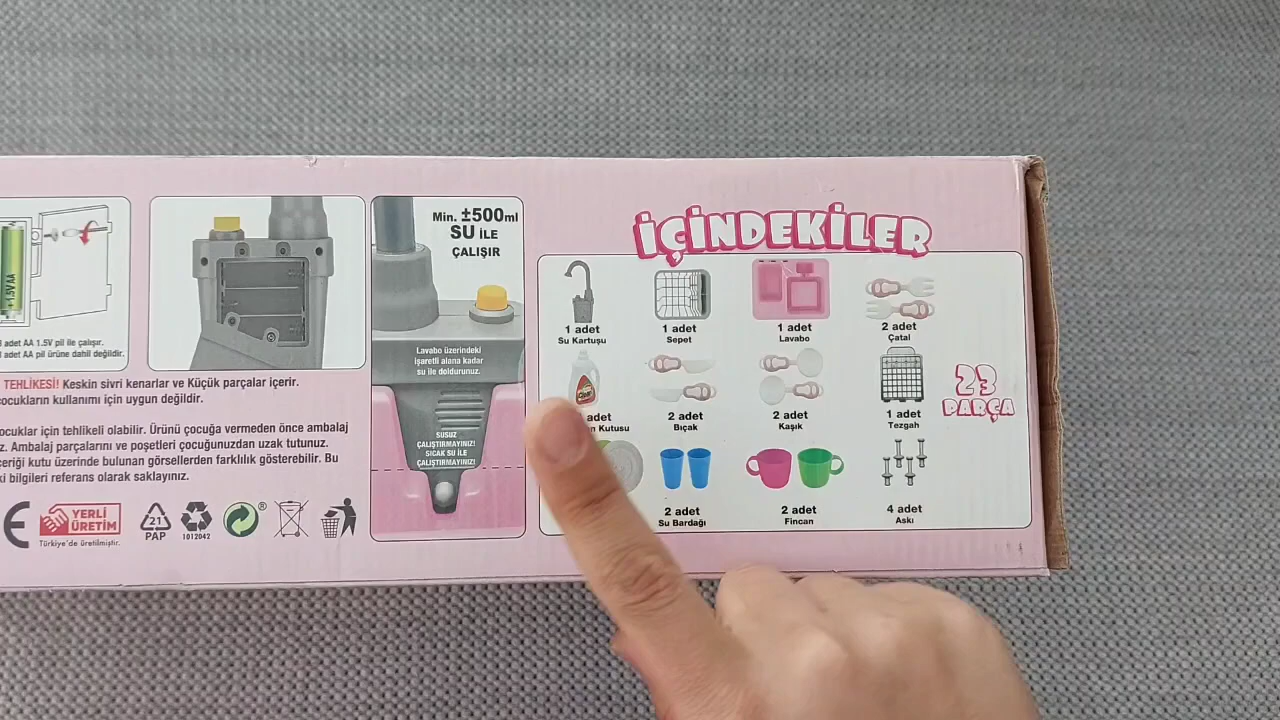 + 1.5V AA
adet AA 1.5V pil ile çalışır.
adet AA pil ürüne dahil değildir.
TEHLİKESİ! Keskin sivri kenarlar ve Küçük parçalar içerir.
çocukların kullanımı için uygun değildir.
çocuklar için tehlikeli olabilir. Ürünü çocuğa vermeden önce ambalaj
z. Ambalaj parçalarını ve poşetleri çocuğunuzdan uzak tutunuz.
eriği kutu üzerinde bulunan görsellerden farklılık gösterebilir. Bu
ki bilgileri referans olarak saklayınız.
CE
YERLİ
ÜRETİM
Türkiye'de üretilmiştir.
21
PAP
1012042
®
Min. ±500ml
SU İLE
ÇALIŞIR
Lavabo üzerindeki
işaretli alana kadar
su ile doldurunuz.
SUSUZ
ÇALIŞTIRMAYINIZ!
SICAK SU İLE
ÇALIŞTIRMAYINIZ!
İÇİNDEKİLER
1 adet
Su Kartuşu
1 adet
Sepet
1 adet
Lavabo
2 adet
Çatal
adet
Kutusu
2 adet
Bıçak
2 adet
Kaşık
1 adet
Tezgah
2 adet
Su Bardağı
2 adet
Fincan
4 adet
Askı
23
PARÇA